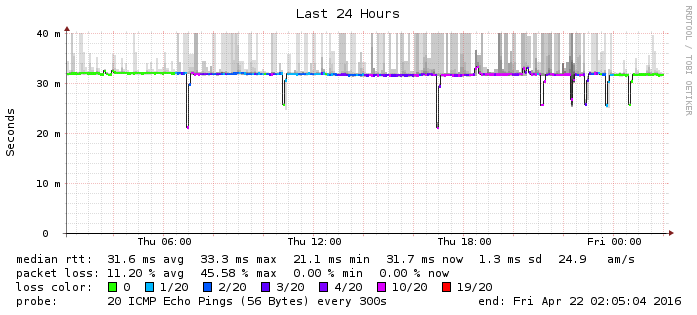 Last 24 Hours
RRDTOOL / TOBI OETIKER
Seconds
40 m
30 m
20 m
10 m
0
Thu 06:00 Thu 12:00 Thu 18:00 Fri 00:00
median rtt: 31.6 ms avg 33.3 ms max 21.1 ms min 31.7 ms now 1.3 ms sd 24.9 am/s
packet loss: 11.20 % avg 45.58 % max 0.00 % min 0.00 % now
loss color: 0 1/20 2/20 3/20 4/20 10/20 19/20
probe: 20 ICMP Echo Pings (56 Bytes) every 300s end: Fri Apr 22 02:05:04 2016